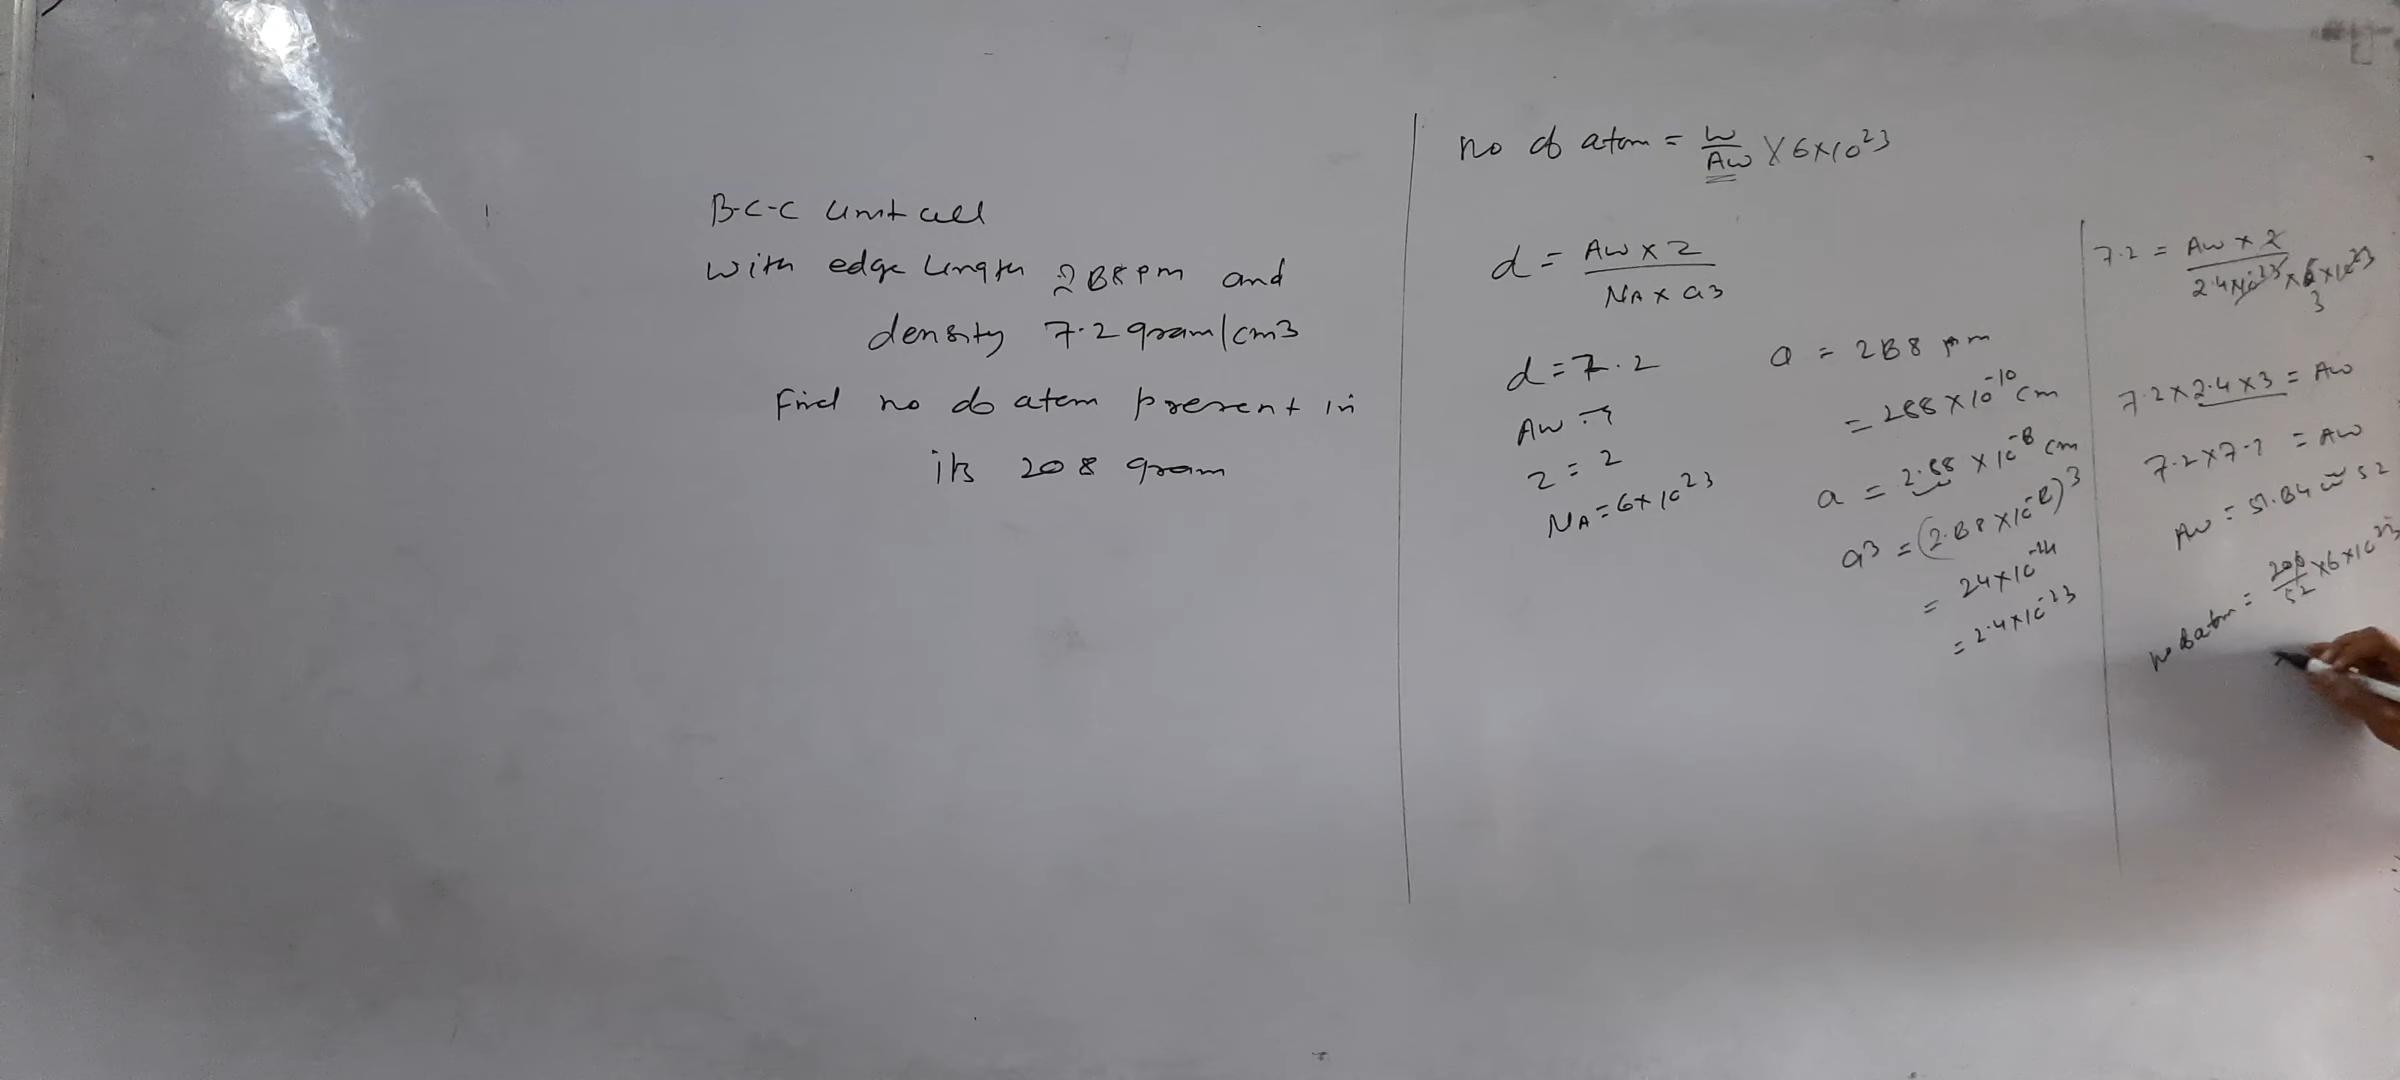 B-C-C Unit cell
with edge Length 288 pm and
density 7.2 gram/cm3
Find no of atom present in
its 208 gram
no of atom = W/Aw × 6×10²³
d = Aw × Z / NA × a3
d = 7.2
Aw = ?
Z = 2
NA = 6×10²³
a = 288 pm
= 288 × 10⁻¹⁰ cm
a = 2.88 × 10⁻⁸ cm
a3 = (2.88 × 10⁻⁸)³
= 24×10⁻²⁴
= 2.4×10⁻²³
7.2 = Aw × 2 / 2.4×10⁻²³ × 6×10²³
3
7.2×2.4×3 = Aw
7.2×7.2 = Aw
Aw = 51.84 ≃ 52
no of atom = 208/52 ×6×10²³